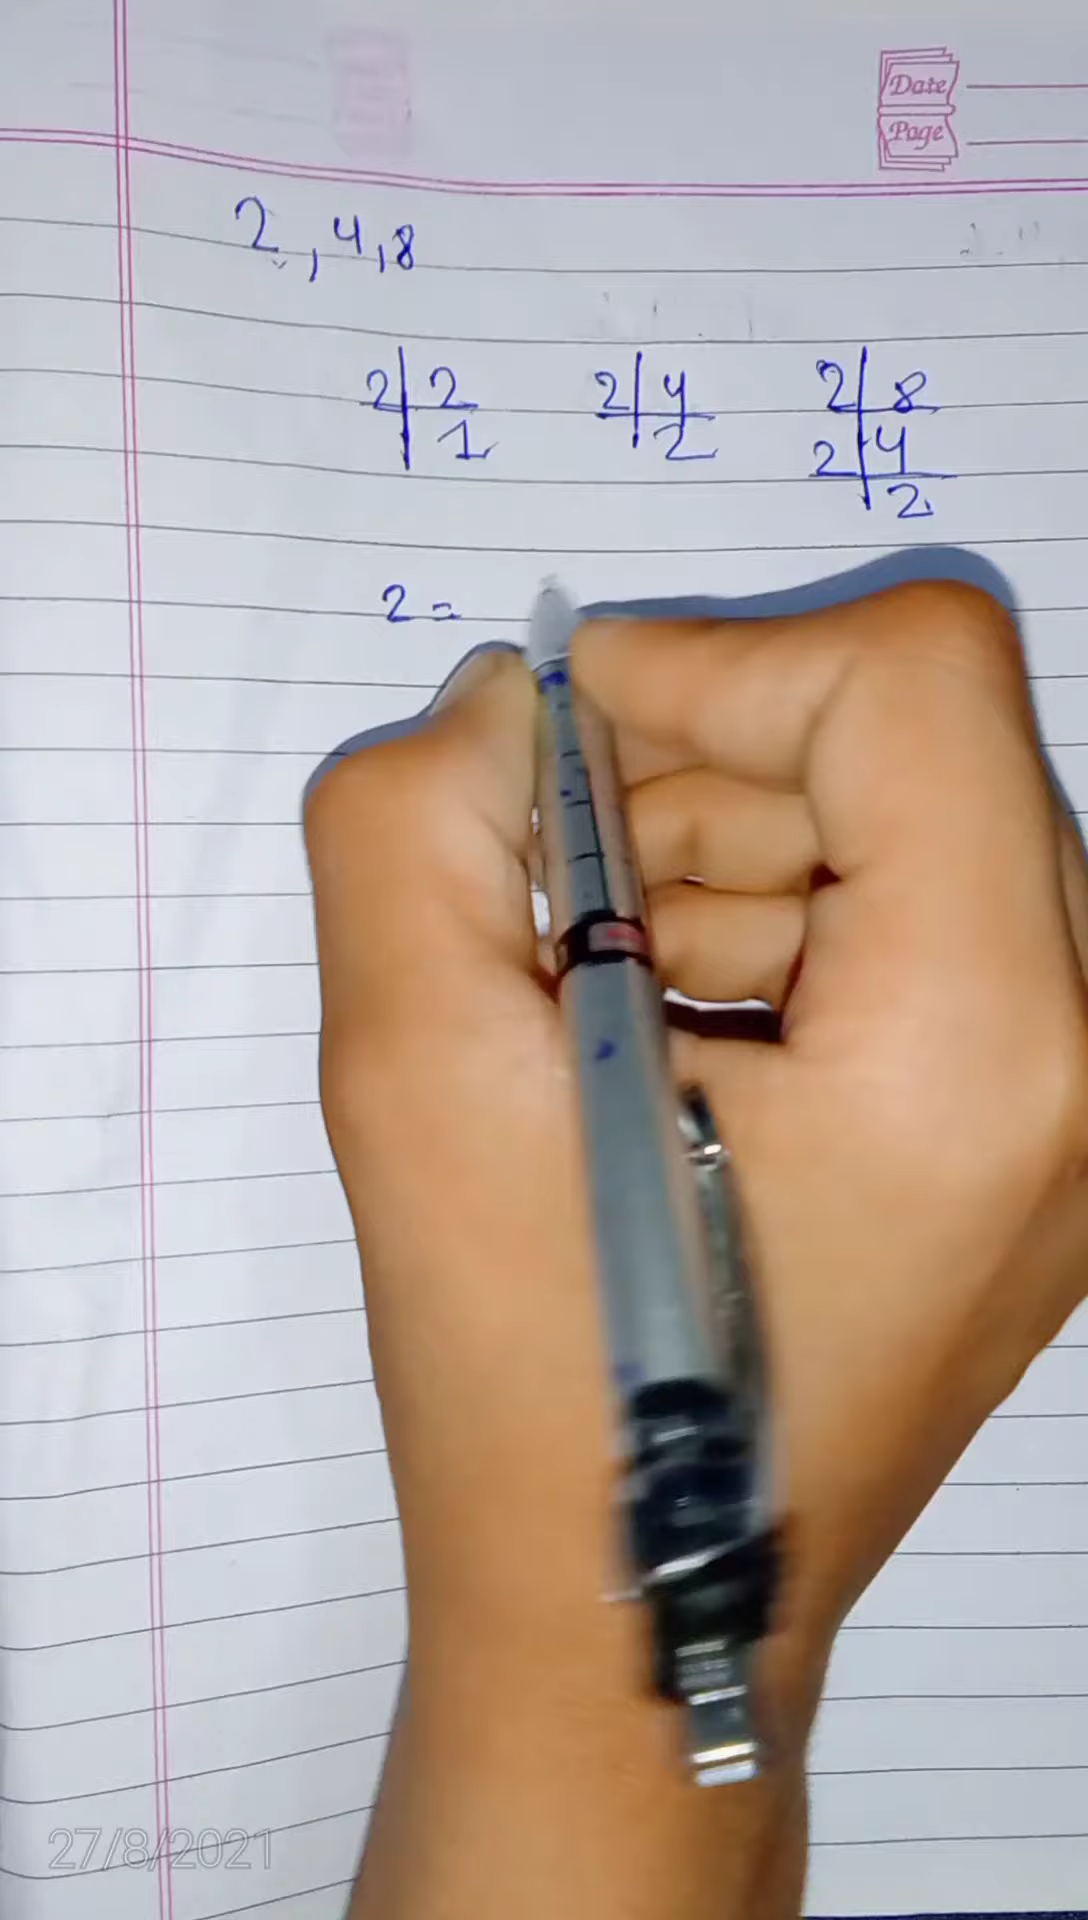 Date
Page
2, 4, 8
2 2 2 4 2 8
1 2 2 4
2
2 =
27/8/2021